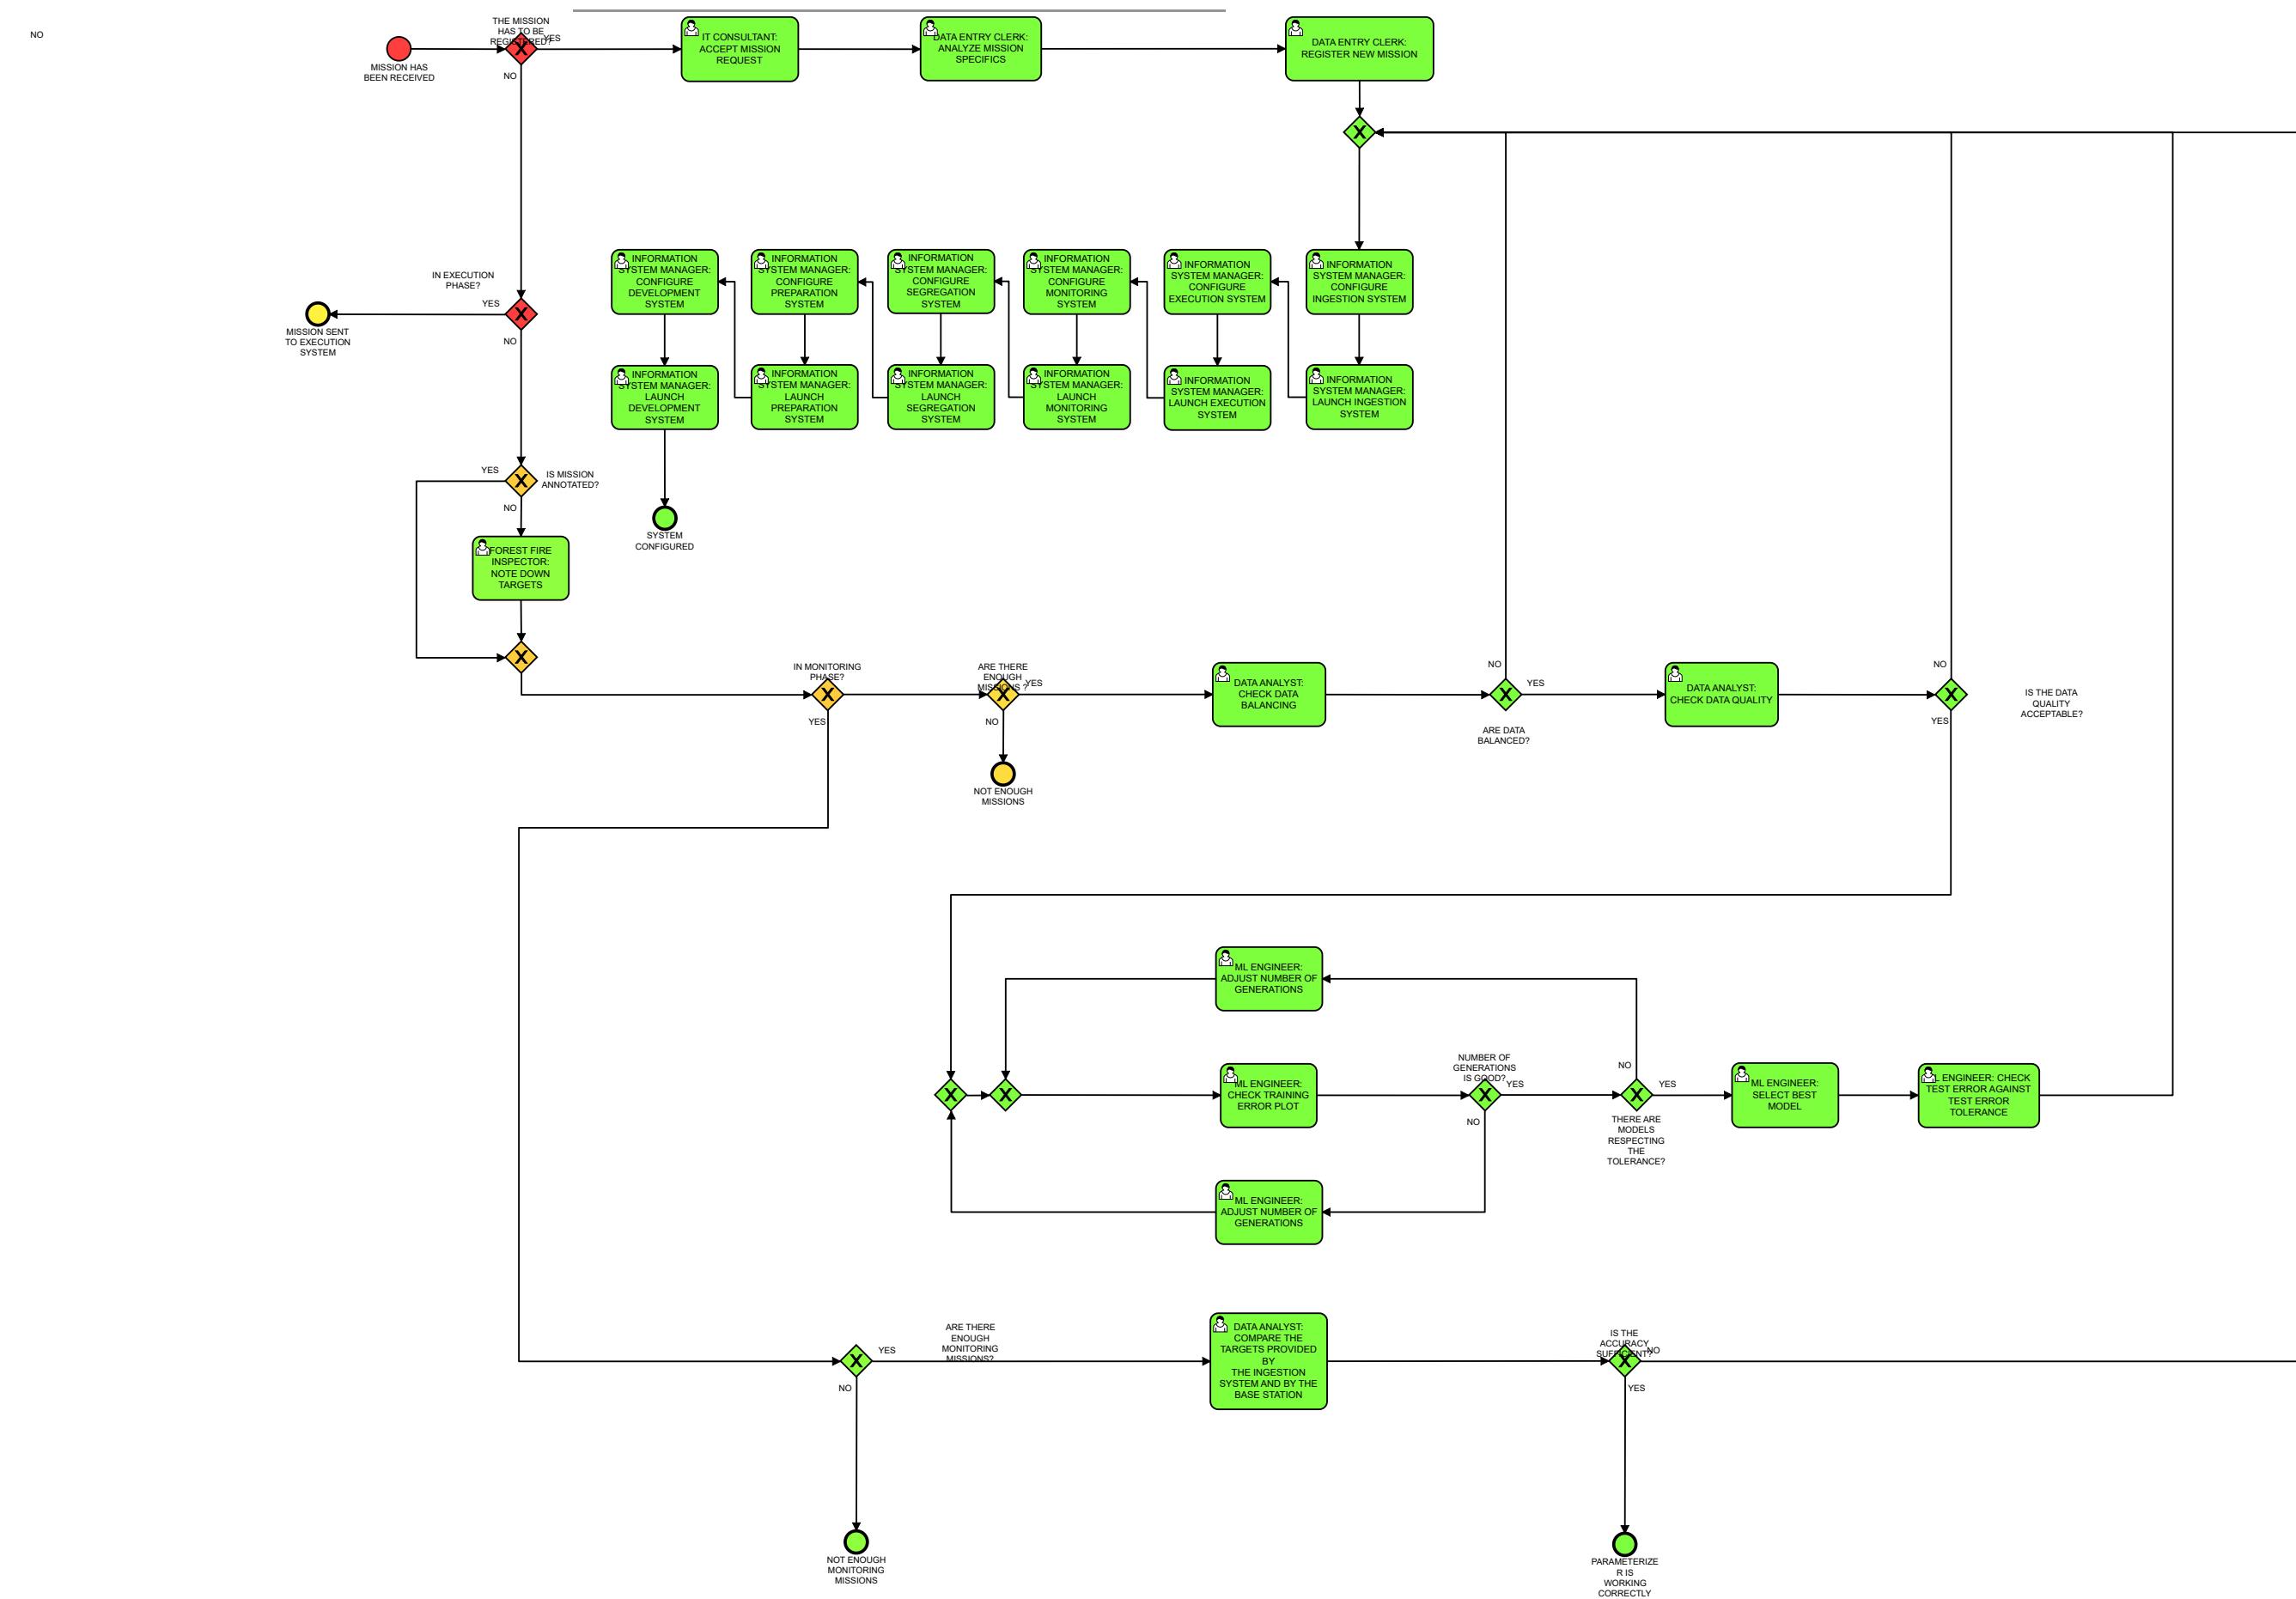 NO
THE MISSION
HAS TO BE
REGISTERED?
YES
NO
MISSION HAS
BEEN RECEIVED
IT CONSULTANT:
ACCEPT MISSION
REQUEST
DATA ENTRY CLERK:
ANALYZE MISSION
SPECIFICS
DATA ENTRY CLERK:
REGISTER NEW MISSION
IN EXECUTION
PHASE?
YES
NO
MISSION SENT
TO EXECUTION
SYSTEM
INFORMATION
SYSTEM MANAGER:
CONFIGURE
DEVELOPMENT
SYSTEM
INFORMATION
SYSTEM MANAGER:
CONFIGURE
PREPARATION
SYSTEM
INFORMATION
SYSTEM MANAGER:
CONFIGURE
SEGREGATION
SYSTEM
INFORMATION
SYSTEM MANAGER:
CONFIGURE
MONITORING
SYSTEM
INFORMATION
SYSTEM MANAGER:
CONFIGURE
EXECUTION SYSTEM
INFORMATION
SYSTEM MANAGER:
CONFIGURE
INGESTION SYSTEM
INFORMATION
SYSTEM MANAGER:
LAUNCH
DEVELOPMENT
SYSTEM
INFORMATION
SYSTEM MANAGER:
LAUNCH
PREPARATION
SYSTEM
INFORMATION
SYSTEM MANAGER:
LAUNCH
SEGREGATION
SYSTEM
INFORMATION
SYSTEM MANAGER:
LAUNCH
MONITORING
SYSTEM
INFORMATION
SYSTEM MANAGER:
LAUNCH EXECUTION
SYSTEM
INFORMATION
SYSTEM MANAGER:
LAUNCH INGESTION
SYSTEM
YES
IS MISSION
ANNOTATED?
NO
SYSTEM
CONFIGURED
FOREST FIRE
INSPECTOR:
NOTE DOWN
TARGETS
IN MONITORING
PHASE?
YES
ARE THERE
ENOUGH
MISSIONS ?
YES
NO
NOT ENOUGH
MISSIONS
DATA ANALYST:
CHECK DATA
BALANCING
NO
YES
ARE DATA
BALANCED?
DATA ANALYST:
CHECK DATA QUALITY
NO
YES
IS THE DATA
QUALITY
ACCEPTABLE?
ML ENGINEER:
ADJUST NUMBER OF
GENERATIONS
ML ENGINEER:
CHECK TRAINING
ERROR PLOT
NUMBER OF
GENERATIONS
IS GOOD?
YES
NO
NO
YES
THERE ARE
MODELS
RESPECTING
THE
TOLERANCE?
ML ENGINEER:
SELECT BEST
MODEL
ML ENGINEER: CHECK
TEST ERROR AGAINST
TEST ERROR
TOLERANCE
ML ENGINEER:
ADJUST NUMBER OF
GENERATIONS
YES
NO
ARE THERE
ENOUGH
MONITORING
MISSIONS?
DATA ANALYST:
COMPARE THE
TARGETS PROVIDED
BY
THE INGESTION
SYSTEM AND BY THE
BASE STATION
IS THE
ACCURACY
SUFFICIENT?
NO
YES
NOT ENOUGH
MONITORING
MISSIONS
PARAMETERIZE
R IS
WORKING
CORRECTLY